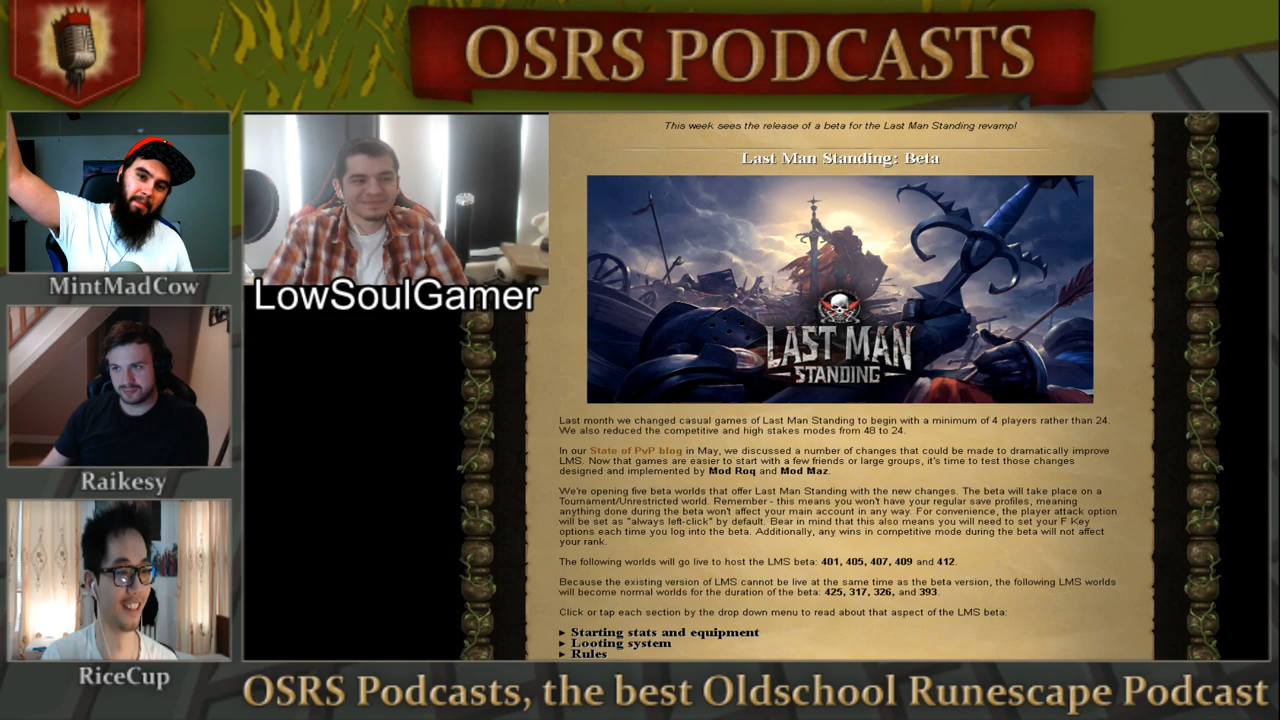 OSRS PODCASTS
MintMadCow
Raikesy
RiceCup
LowSoulGamer
This week sees the release of a beta for the Last Man Standing revamp!
Last Man Standing: Beta
LAST MAN
STANDING
Last month we changed casual games of Last Man Standing to begin with a minimum of 4 players rather than 24.
We also reduced the competitive and high stakes modes from 48 to 24.
In our State of PvP blog in May, we discussed a number of changes that could be made to dramatically improve
LMS. Now that games are easier to start with a few friends or large groups, it's time to test those changes
designed and implemented by Mod Roq and Mod Maz.
We're opening five beta worlds that offer Last Man Standing with the new changes. The beta will take place on a
Tournament/Unrestricted world. Remember - this means you won't have your regular save profiles, meaning
anything done during the beta won't affect your main account in any way. For convenience, the player attack option
will be set as "always left-click" by default. Bear in mind that this also means you will need to set your F Key
options each time you log into the beta. Additionally, any wins in competitive mode during the beta will not affect
your rank.
The following worlds will go live to host the LMS beta: 401, 405, 407, 409 and 412.
Because the existing version of LMS cannot be live at the same time as the beta version, the following LMS worlds
will become normal worlds for the duration of the beta: 425, 317, 326, and 393.
Click or tap each section by the drop down menu to read about that aspect of the LMS beta:
► Starting stats and equipment
► Looting system
► Rules
OSRS Podcasts, the best Oldschool Runescape Podcast